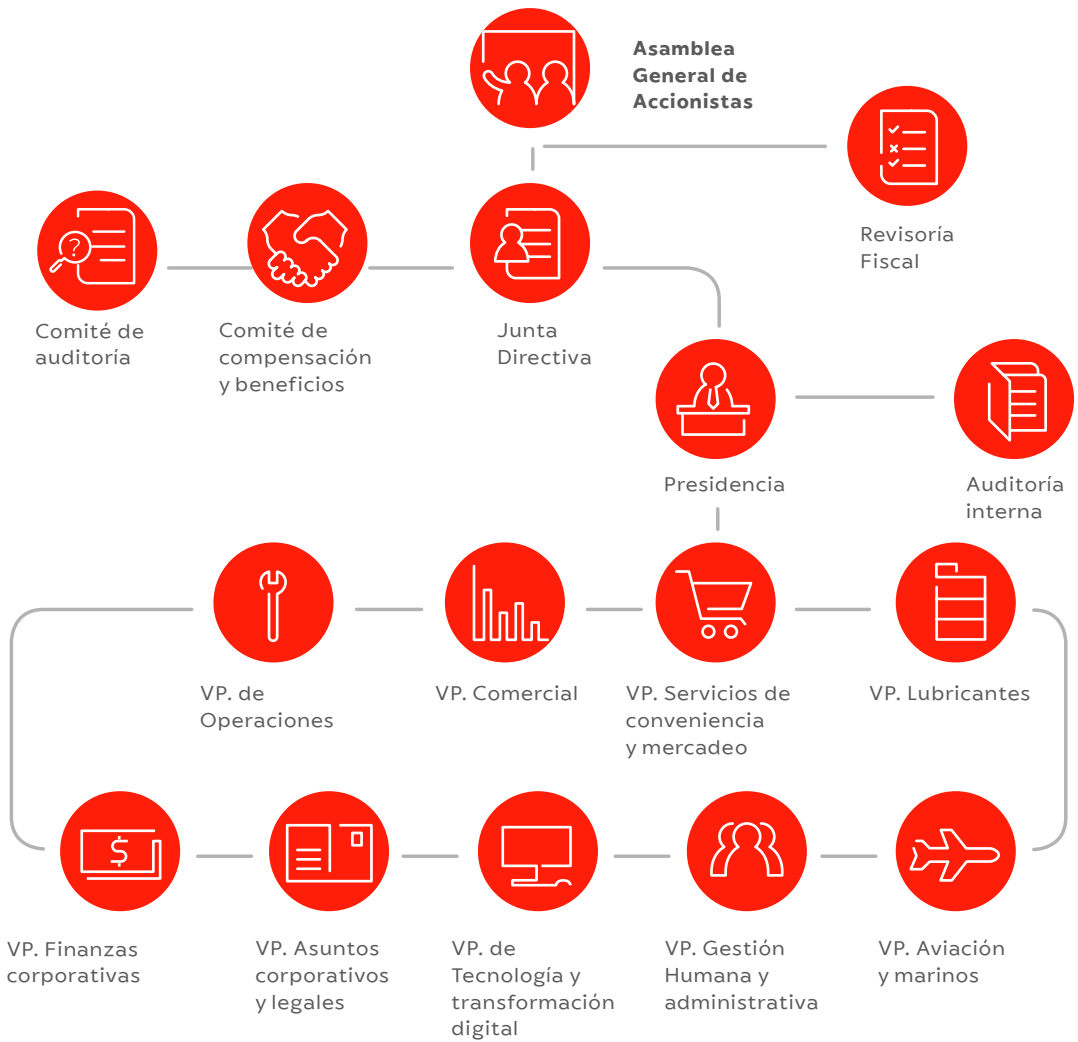 Asamblea
General de
Accionistas
Revisoría
Fiscal
?
Comité de
auditoría
Comité de
compensación
y beneficios
Junta
Directiva
Presidencia
Auditoría
interna
VP. de
Operaciones
VP. Comercial
VP. Servicios de
conveniencia
y mercadeo
VP. Lubricantes
$
VP. Finanzas
corporativas
VP. Asuntos
corporativos
y legales
VP. de
Tecnología y
transformación
digital
VP. Gestión
Humana y
administrativa
VP. Aviación
y marinos